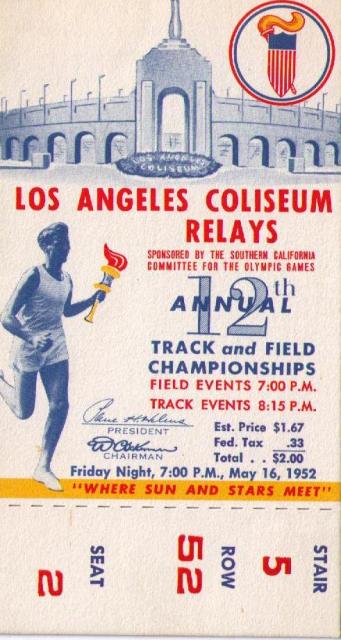 LOS ANGELES
COLISEUM
LOS ANGELES COLISEUM
RELAYS
SPONSORED BY THE SOUTHERN CALIFORNIA
COMMITTEE FOR THE OLYMPIC GAMES
12th
ANNUAL
TRACK and FIELD
CHAMPIONSHIPS
FIELD EVENTS 7:00 P.M.
TRACK EVENTS 8:15 P.M.
PRESIDENT
CHAIRMAN
Est. Price $1.67
Fed. Tax .33
Total . . $2.00
Friday Night, 7:00 P.M., May 16, 1952
"WHERE SUN AND STARS MEET"
STAIR
5
ROW
52
SEAT
2